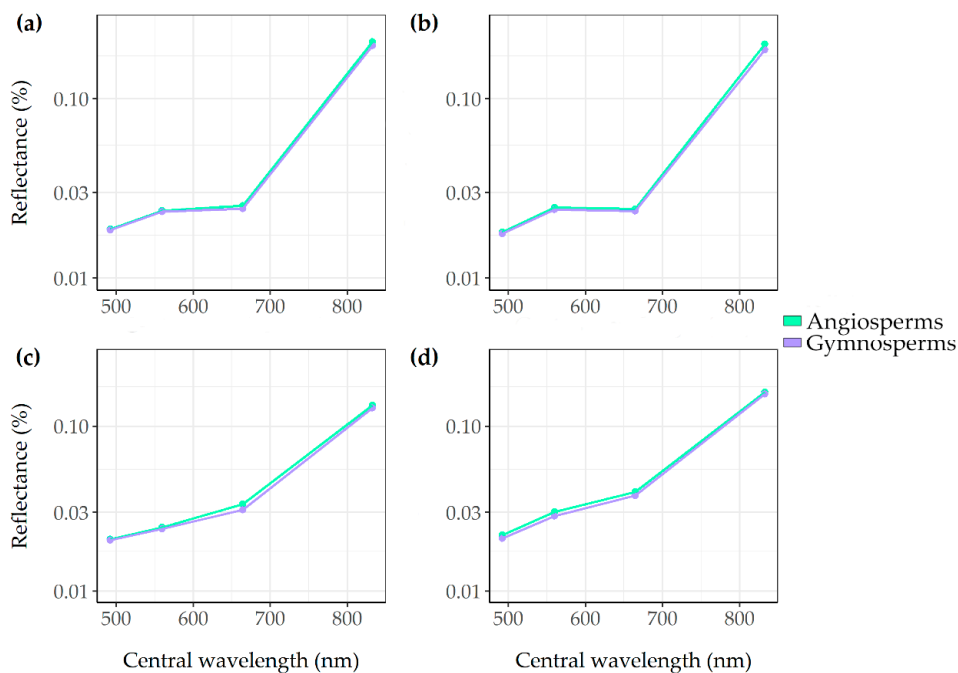 (a)
(b)
Reflectance (%)
0.10
0.03
0.01
500 600 700 800
0.10
0.03
0.01
500 600 700 800
Angiosperms
Gymnosperms
(c)
(d)
Reflectance (%)
0.10
0.03
0.01
500 600 700 800
Central wavelength (nm)
0.10
0.03
0.01
500 600 700 800
Central wavelength (nm)